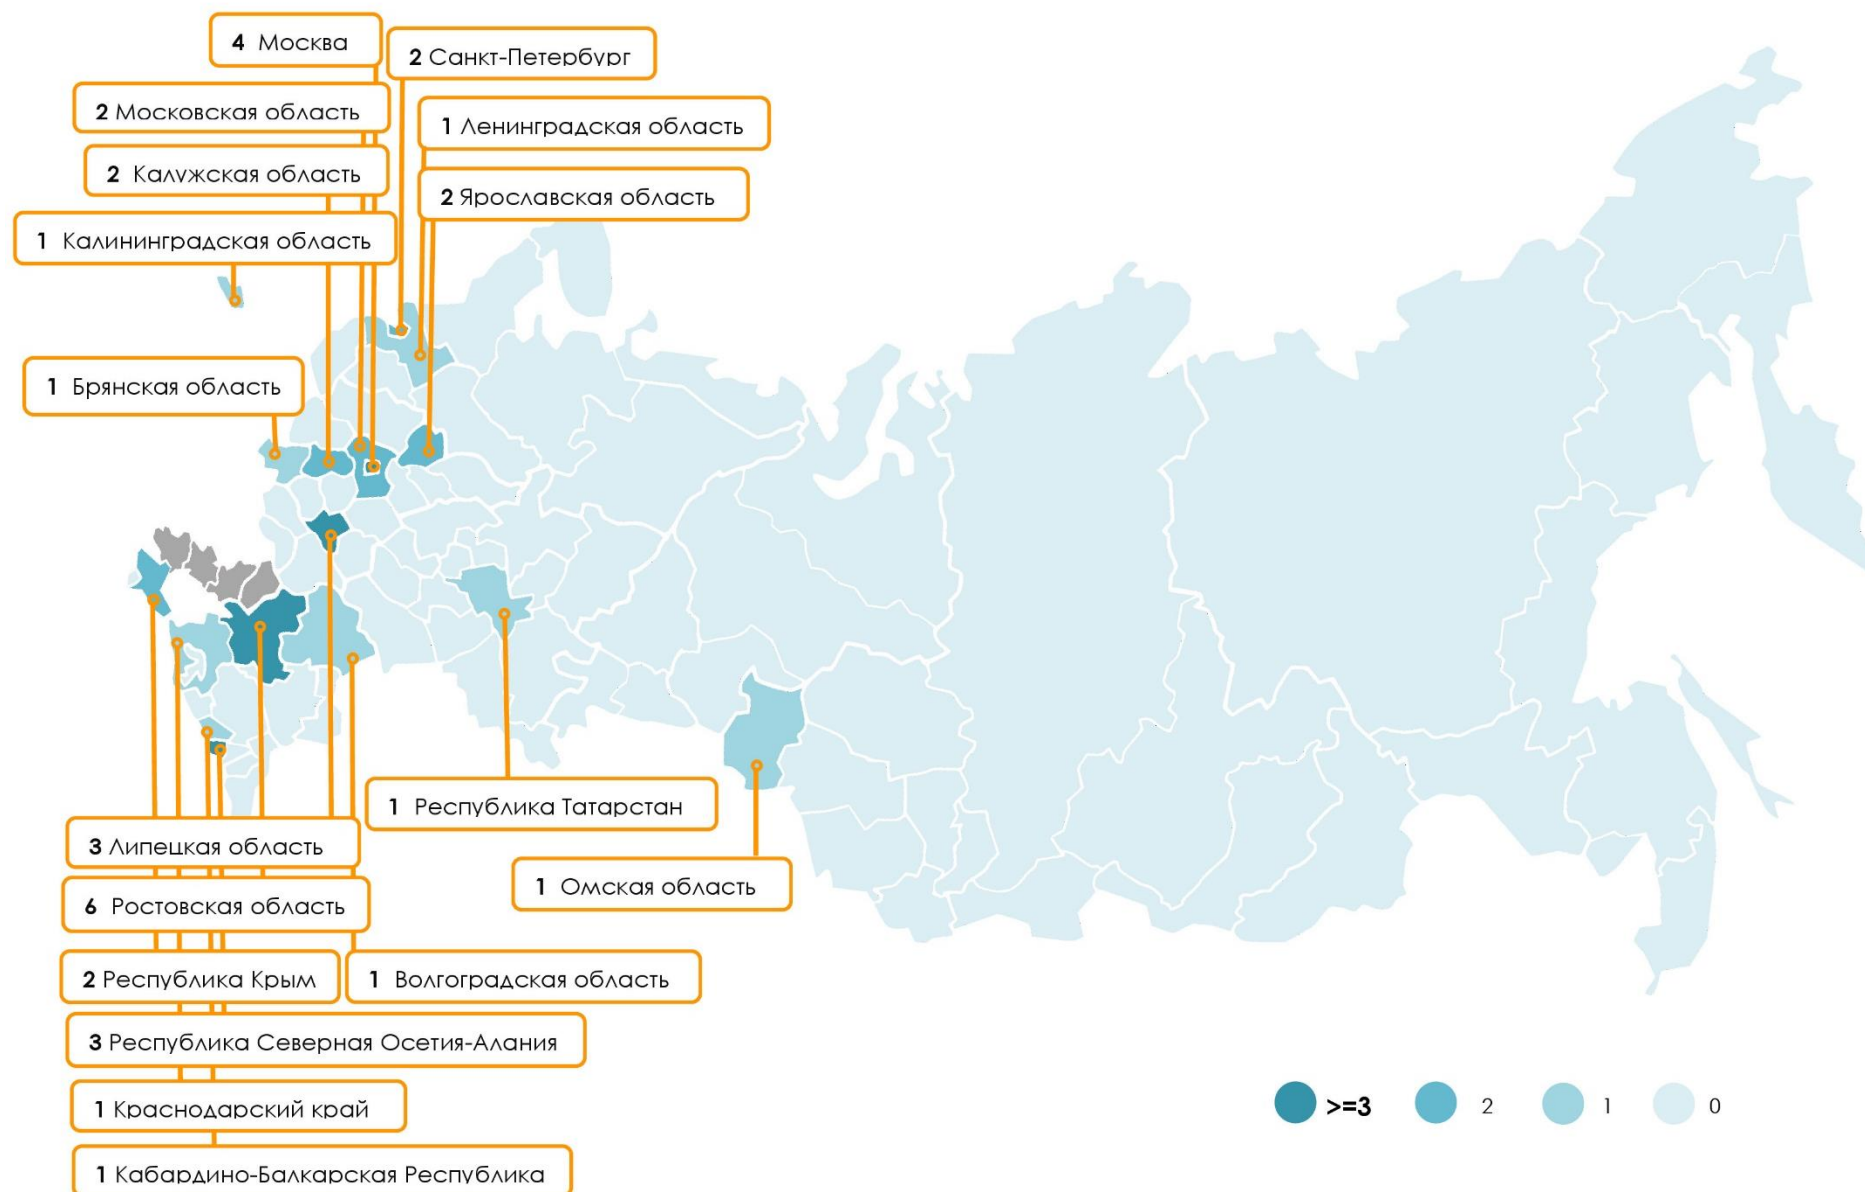 4 Москва
2 Санкт-Петербург
2 Московская область
1 Ленинградская область
2 Калужская область
2 Ярославская область
1 Калининградская область
1 Брянская область
1 Республика Татарстан
3 Липецкая область
1 Омская область
6 Ростовская область
2 Республика Крым
1 Волгоградская область
3 Республика Северная Осетия-Алания
1 Краснодарский край
1 Кабардино-Балкарская Республика
>=3 2 1 0